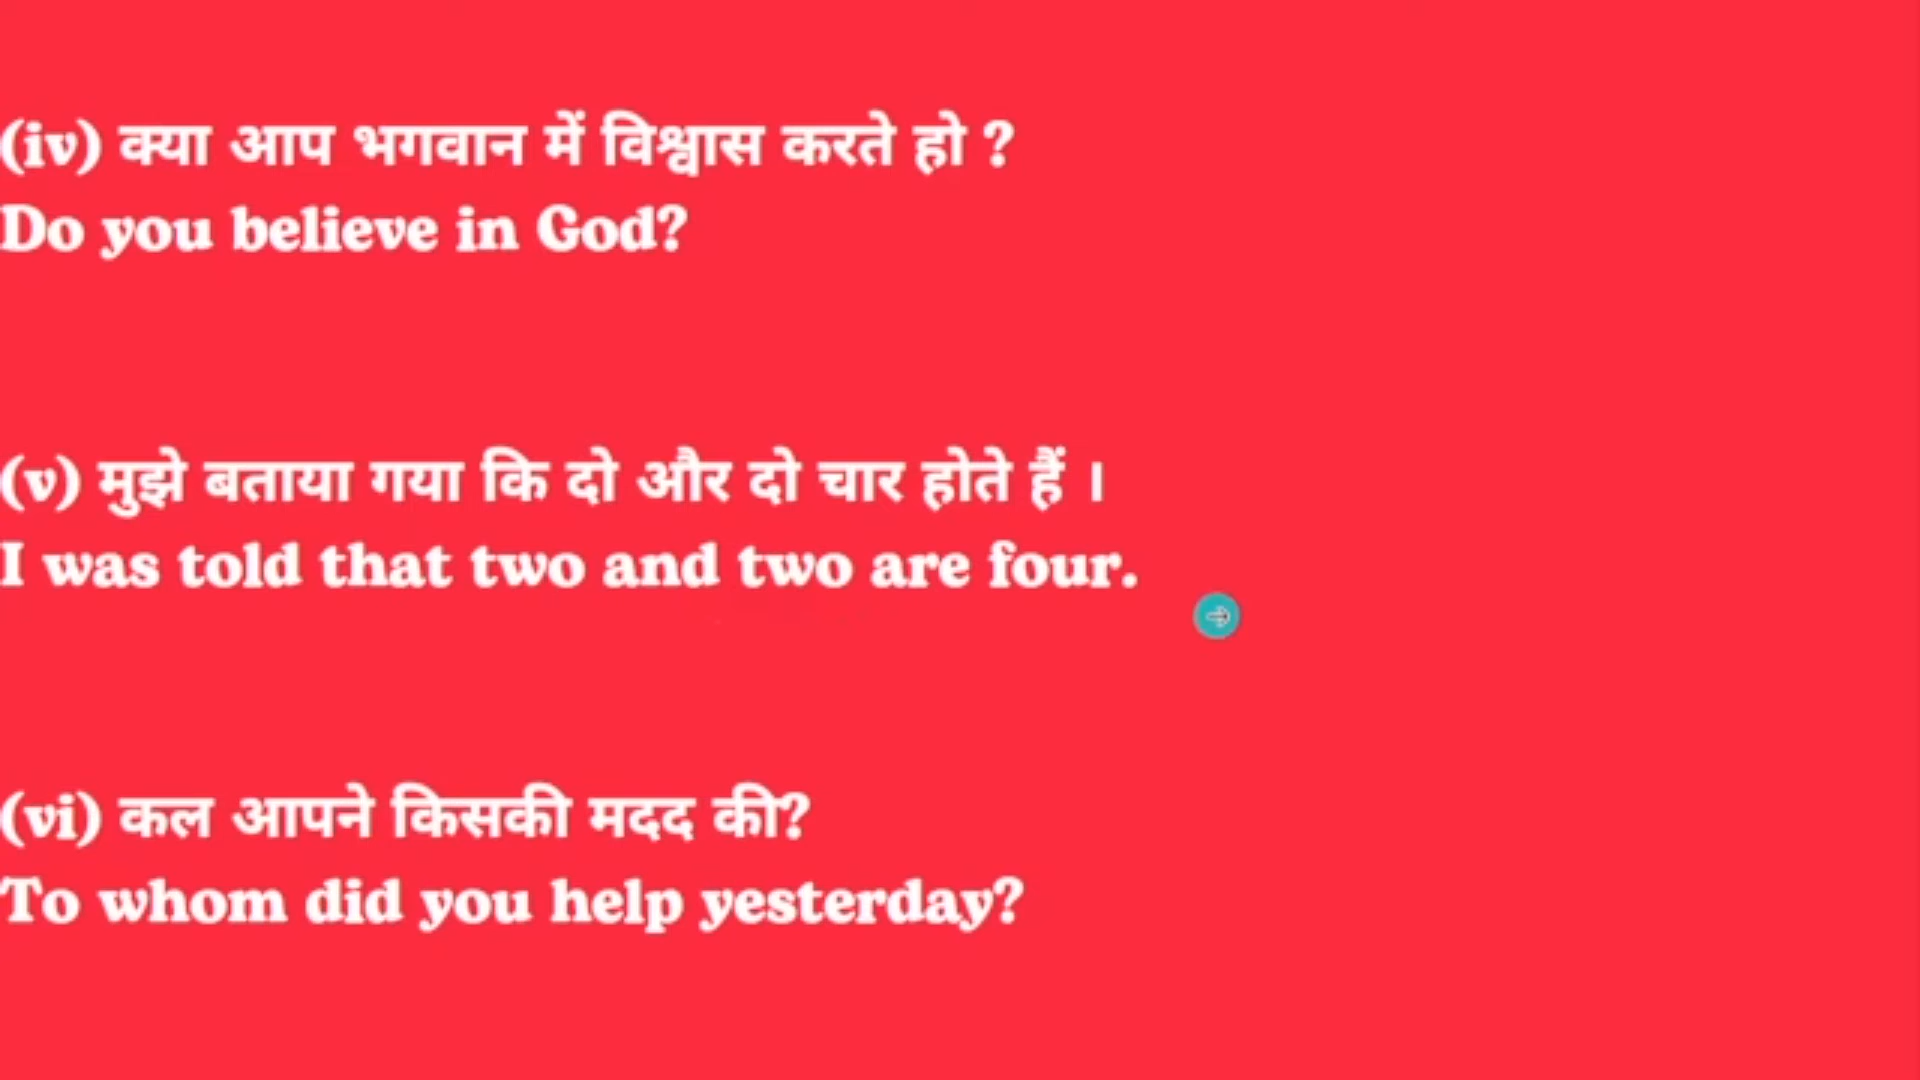 (iv) क्या आप भगवान में विश्वास करते हो ?
Do you believe in God?
(v) मुझे बताया गया कि दो और दो चार होते हैं ।
I was told that two and two are four.
(vi) कल आपने किसकी मदद की?
To whom did you help yesterday?